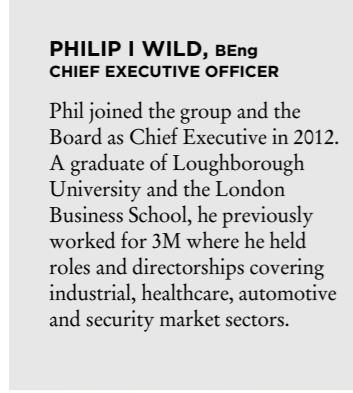 PHILIP I WILD, BEng
CHIEF EXECUTIVE OFFICER
Phil joined the group and the
Board as Chief Executive in 2012.
A graduate of Loughborough
University and the London
Business School, he previously
worked for 3M where he held
roles and directorships covering
industrial, healthcare, automotive
and security market sectors.